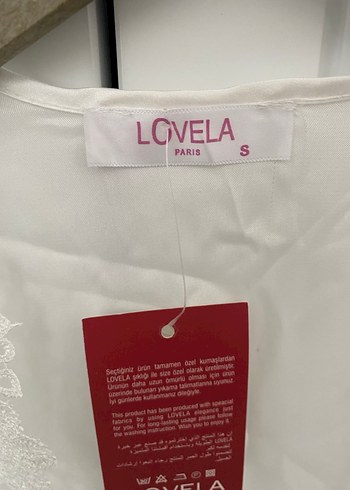 LOVELA
PARIS
S
Seçtiğiniz ürün tamamen özel kumaşlardan
LOVELA şıklığı ile size özel olarak üretilmiştir.
Ürünün daha uzun ömürlü olması için ürün
üzerinde bulunan yıkama talimatlarına uyunuz
İyi günlerde kullanmanız dileğiyle.
This product has been produced with speacial
fabrics by using LOVELA elegance just
for you. For long-lasting usage please follow
the washing instruction. Wish you to enjoy it.
LOVELA